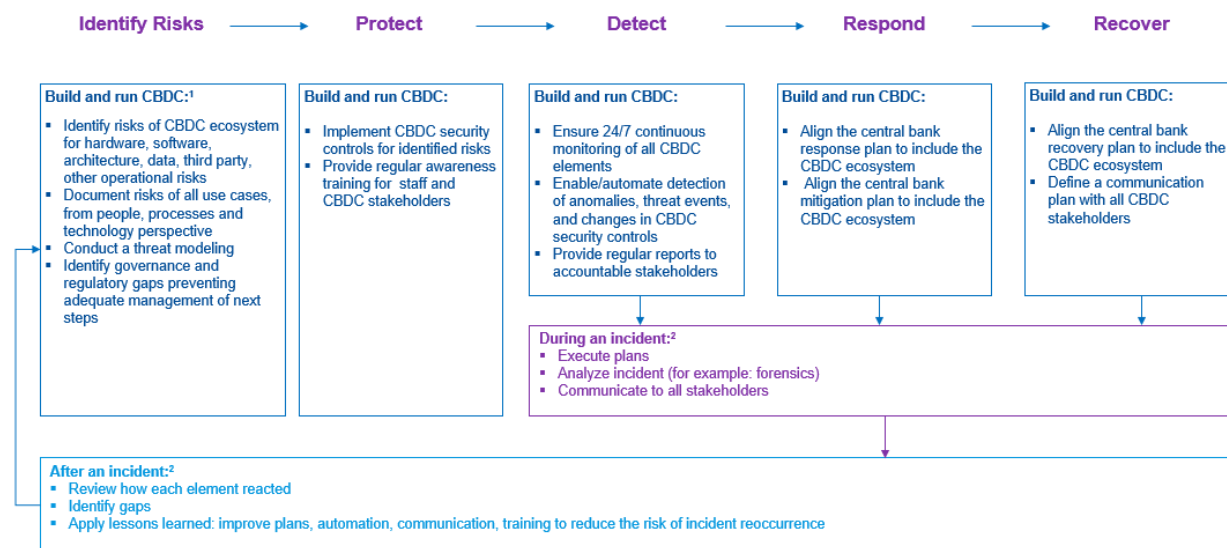 Identify Risks
Protect
Detect
Respond
Recover
Build and run CBDC:¹
▪ Identify risks of CBDC ecosystem
for hardware, software,
architecture, data, third party,
other operational risks
▪ Document risks of all use cases,
from people, processes and
technology perspective
▪ Conduct a threat modeling
▪ Identify governance and
regulatory gaps preventing
adequate management of next
steps
Build and run CBDC:
▪ Implement CBDC security
controls for identified risks
▪ Provide regular awareness
training for staff and
CBDC stakeholders
Build and run CBDC:
▪ Ensure 24/7 continuous
monitoring of all CBDC
elements
▪ Enable/automate detection
of anomalies, threat events,
and changes in CBDC
security controls
▪ Provide regular reports to
accountable stakeholders
Build and run CBDC:
▪ Align the central bank
response plan to include the
CBDC ecosystem
▪ Align the central bank
mitigation plan to include the
CBDC ecosystem
Build and run CBDC:
▪ Align the central bank
recovery plan to include the
CBDC ecosystem
▪ Define a communication
plan with all CBDC
stakeholders
During an incident:²
▪ Execute plans
▪ Analyze incident (for example: forensics)
▪ Communicate to all stakeholders
After an incident:²
▪ Review how each element reacted
▪ Identify gaps
▪ Apply lessons learned: improve plans, automation, communication, training to reduce the risk of incident reoccurrence